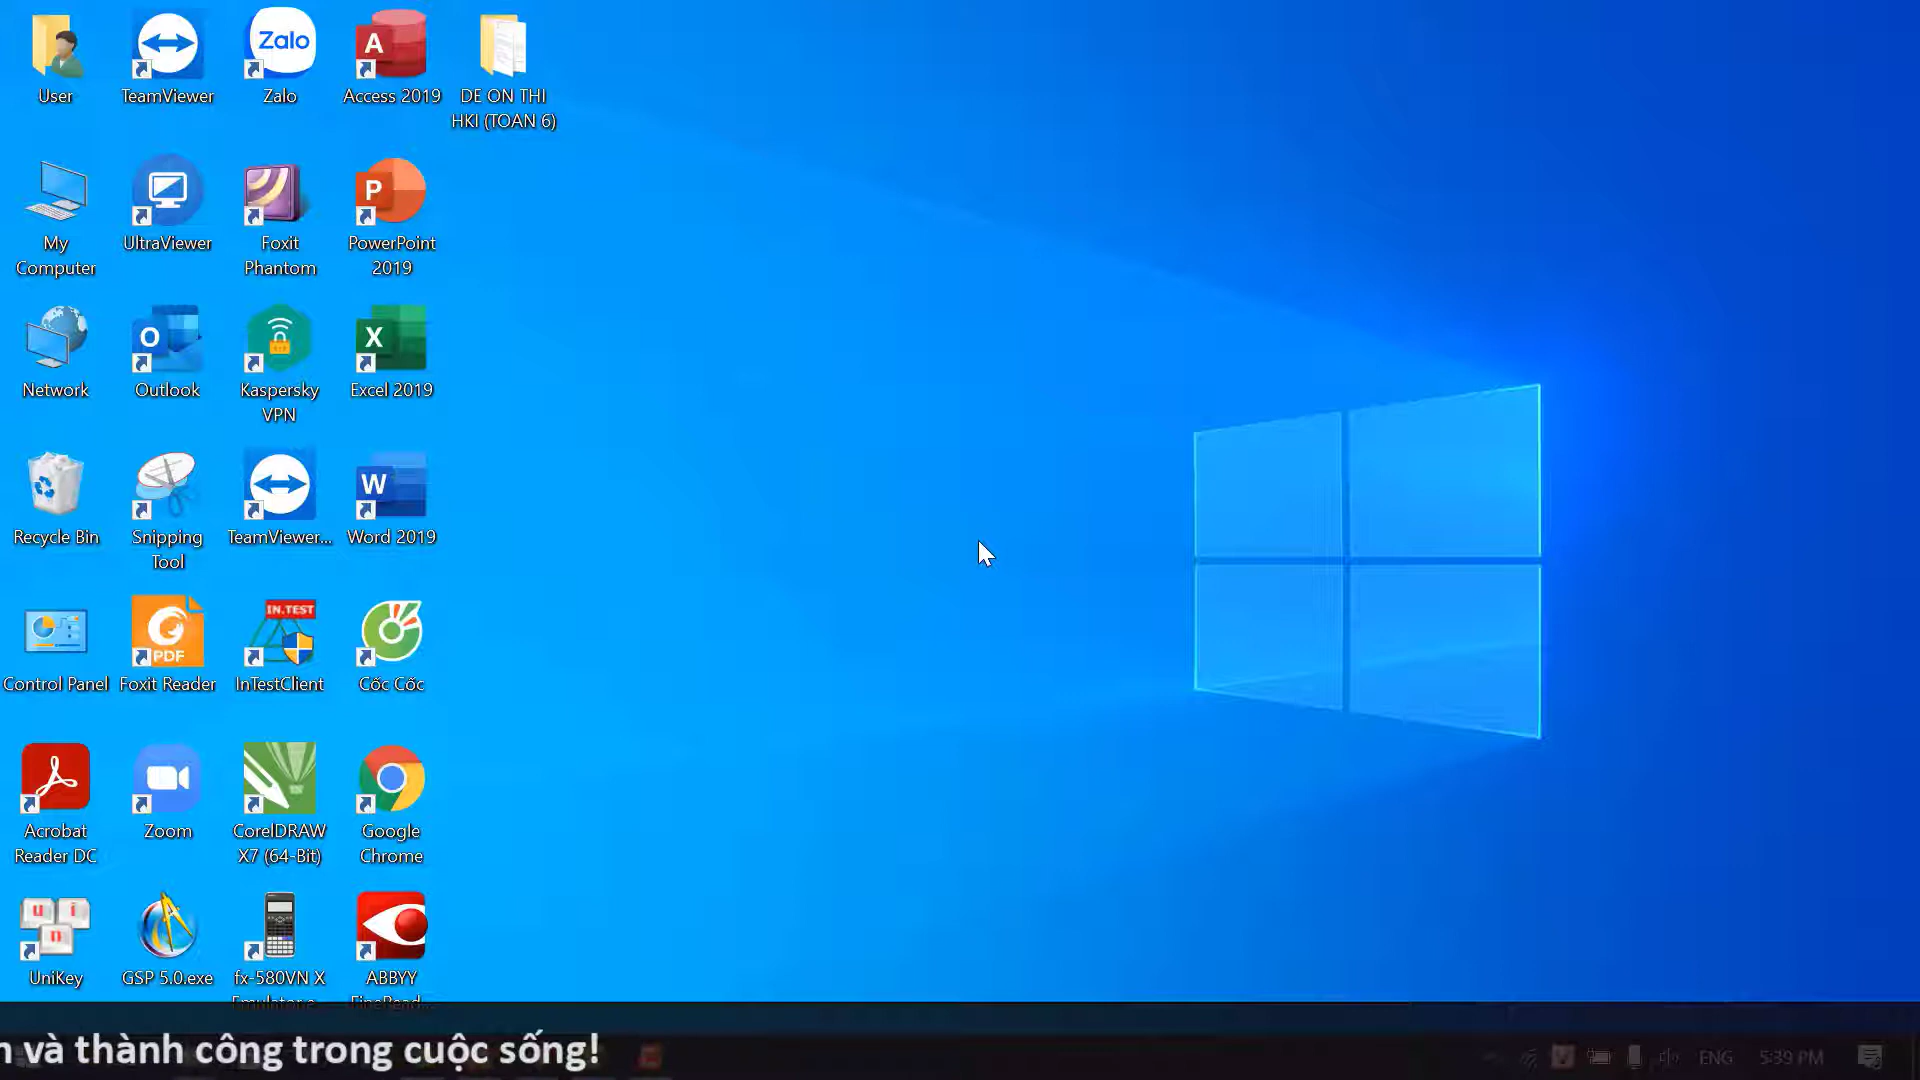 User
TeamViewer
Zalo
Access 2019
DE ON THI
HKI (TOAN 6)
My
Computer
UltraViewer
Foxit
Phantom
PowerPoint
2019
Network
Outlook
Kaspersky
VPN
Excel 2019
Recycle Bin
Snipping
Tool
TeamViewer...
Word 2019
IN.TEST
PDF
Control Panel
Foxit Reader
InTestClient
Cốc Cốc
Acrobat
Reader DC
Zoom
CorelDRAW
X7 (64-Bit)
Google
Chrome
UniKey
GSP 5.0.exe
fx-580VN X
Emulator.e...
ABBYY
FineRead...
và thành công trong cuộc sống!
ENG
5:39 PM